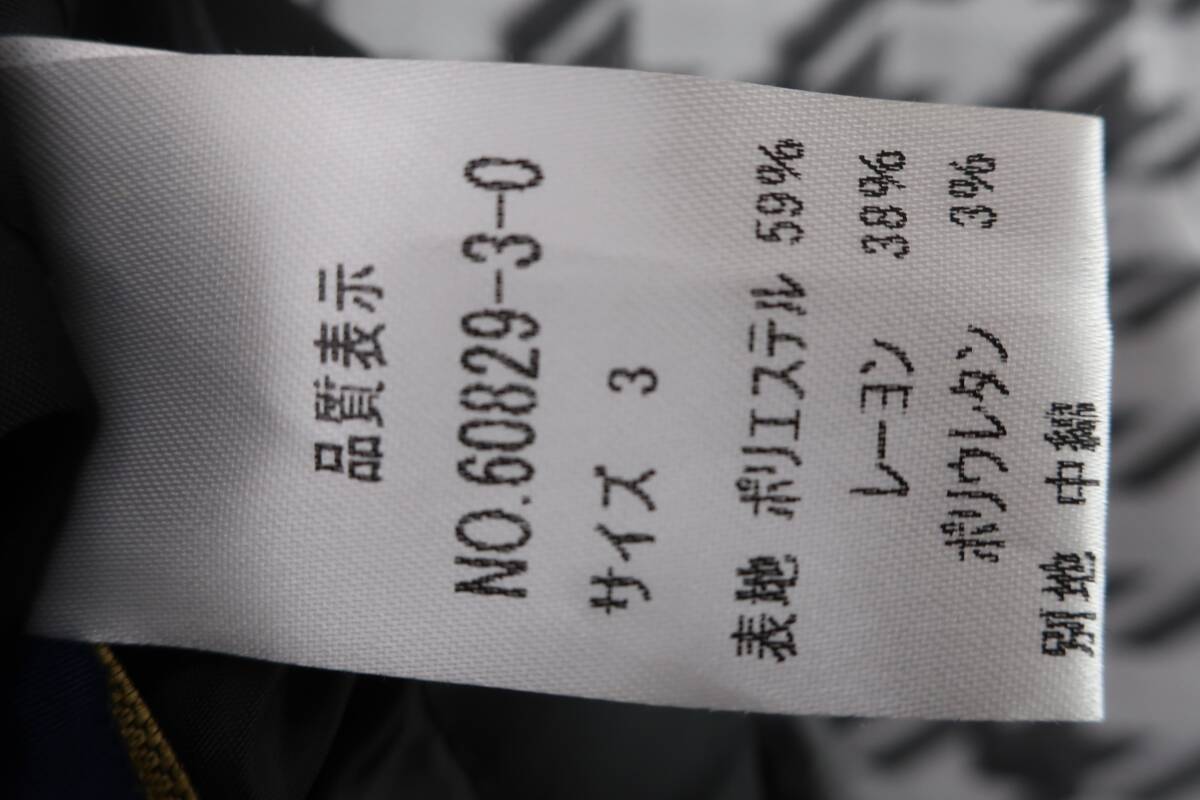 品質表示
NO.60829-3-0
サイズ 3
表地 ポリエステル 59%
レーヨン 38%
ポリウレタン 3%
別地 中綿